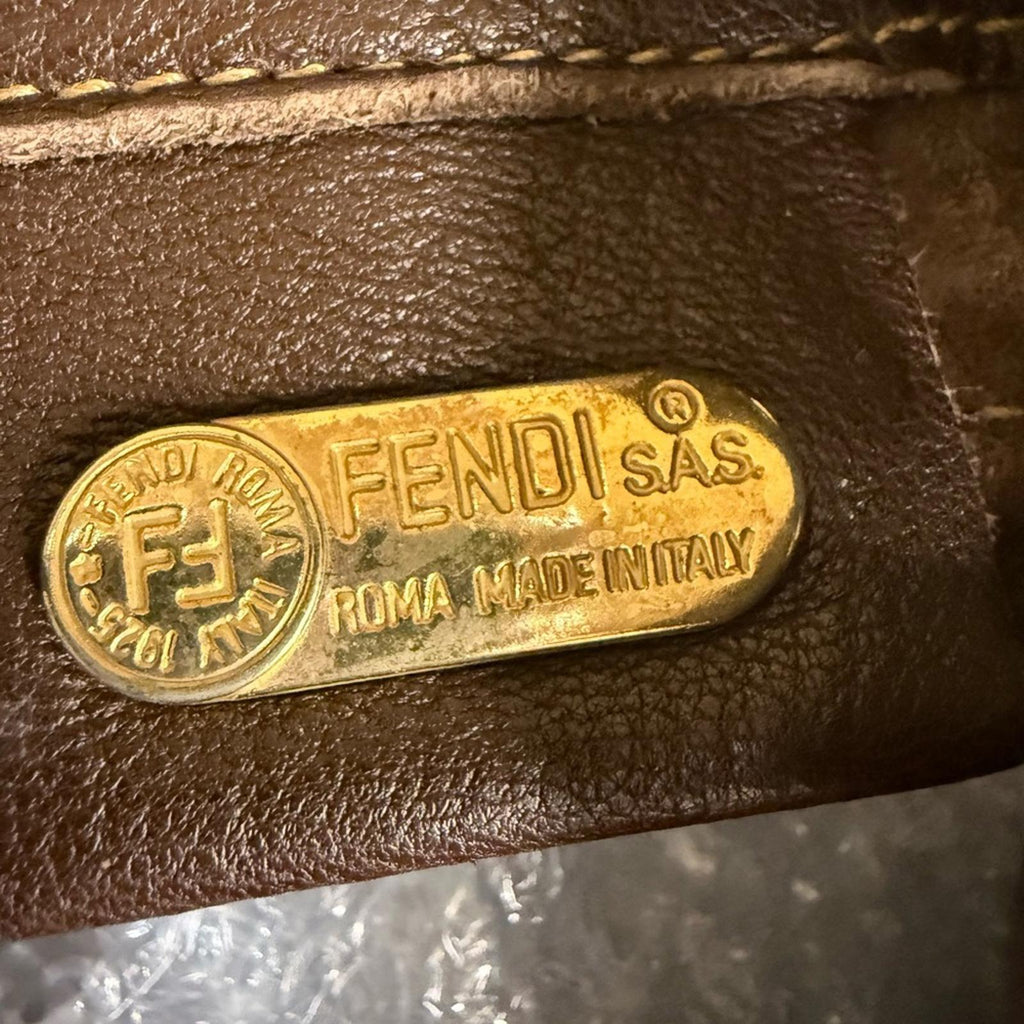 FENDI ROMA ITALY 1925
FF
FENDI S.A.S.®
ROMA MADE IN ITALY